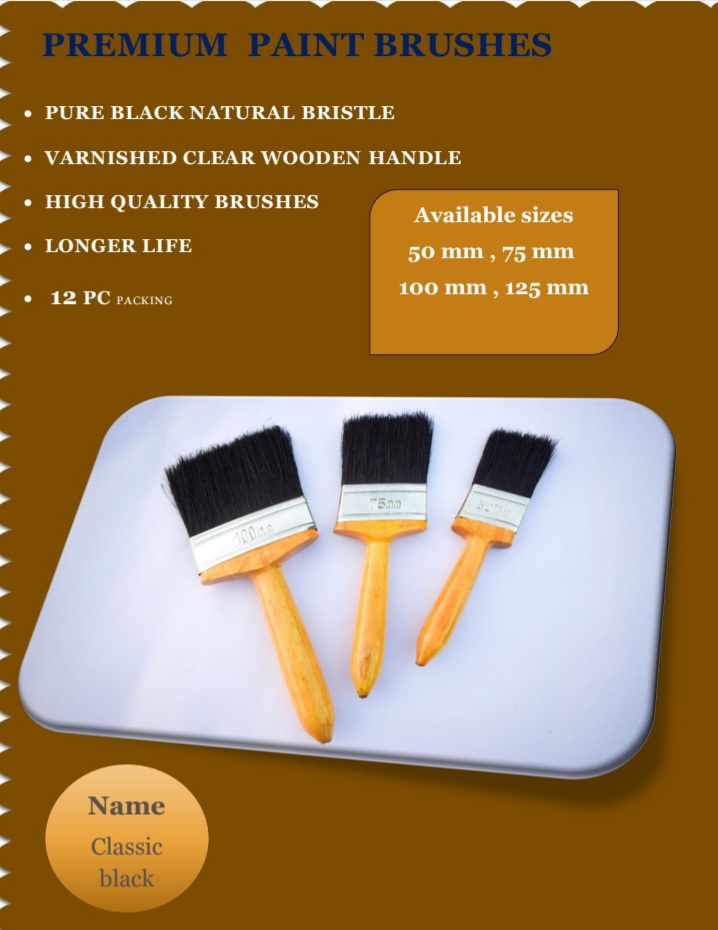 PREMIUM PAINT BRUSHES
• PURE BLACK NATURAL BRISTLE
• VARNISHED CLEAR WOODEN HANDLE
• HIGH QUALITY BRUSHES
• LONGER LIFE
• 12 PC PACKING
Available sizes
50 mm , 75 mm
100 mm , 125 mm
100mm
75mm
50mm
Name
Classic
black